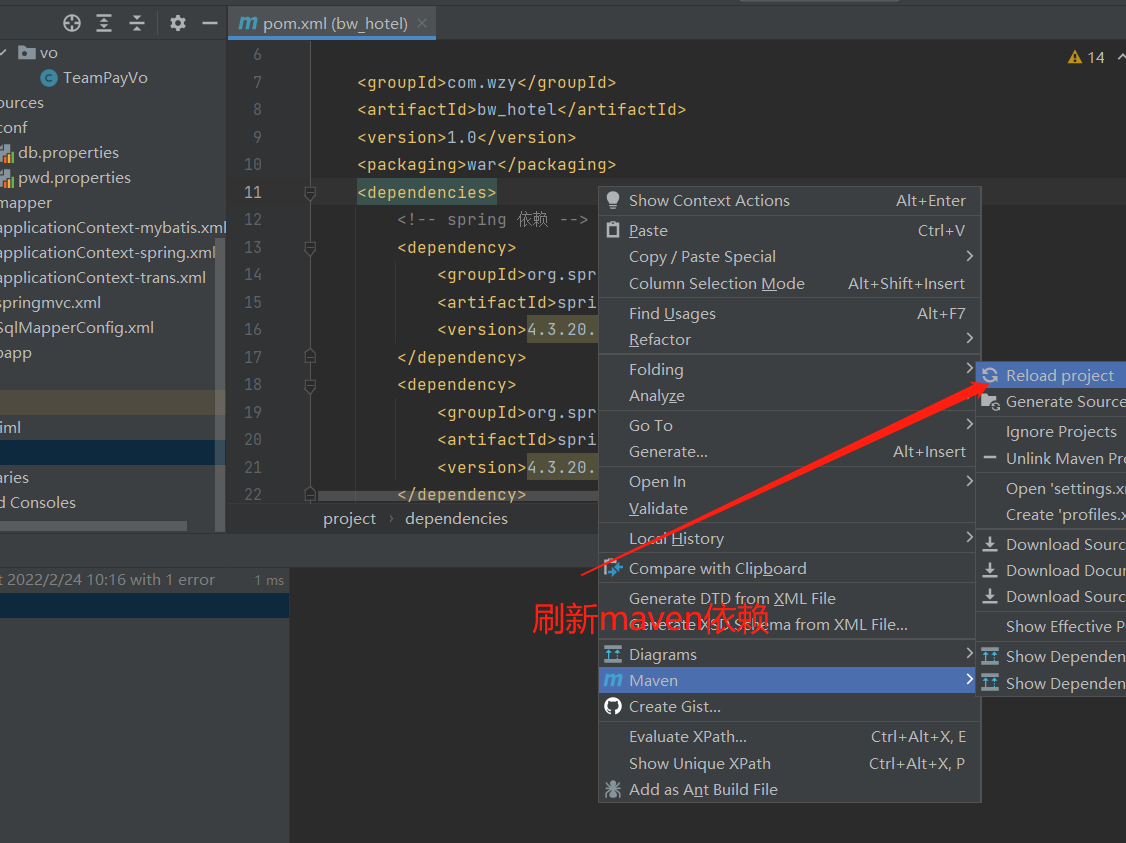 pom.xml (bw_hotel)
vo
TeamPayVo
ources
conf
db.properties
pwd.properties
mapper
applicationContext-mybatis.xml
applicationContext-spring.xml
applicationContext-trans.xml
springmvc.xml
SqlMapperConfig.xml
papp
iml
aries
d Consoles
14
6
7 <groupId>com.wzy</groupId>
8 <artifactId>bw_hotel</artifactId>
9 <version>1.0</version>
10 <packaging>war</packaging>
11 <dependencies>
12 <!-- spring 依赖 -->
13 <dependency>
14 <groupId>org.spr
15 <artifactId>spri
16 <version>4.3.20.
17 </dependency>
18 <dependency>
19 <groupId>org.spr
20 <artifactId>spri
21 <version>4.3.20.
22 </dependency>
project › dependencies
t 2022/2/24 10:16 with 1 error 1 ms
Show Context Actions Alt+Enter
Paste Ctrl+V
Copy / Paste Special
Column Selection Mode Alt+Shift+Insert
Find Usages Alt+F7
Refactor
Folding
Analyze
Go To
Generate... Alt+Insert
Open In
Validate
Local History
Compare with Clipboard
Generate DTD from XML File
Generate XSD Schema from XML File...
刷新maven依赖
Diagrams
Maven
Create Gist...
Evaluate XPath... Ctrl+Alt+X, E
Show Unique XPath Ctrl+Alt+X, P
Add as Ant Build File
Reload project
Generate Source
Ignore Projects
Unlink Maven Pro
Open 'settings.x
Create 'profiles.x
Download Sourc
Download Docu
Download Sourc
Show Effective P
Show Dependen
Show Dependen